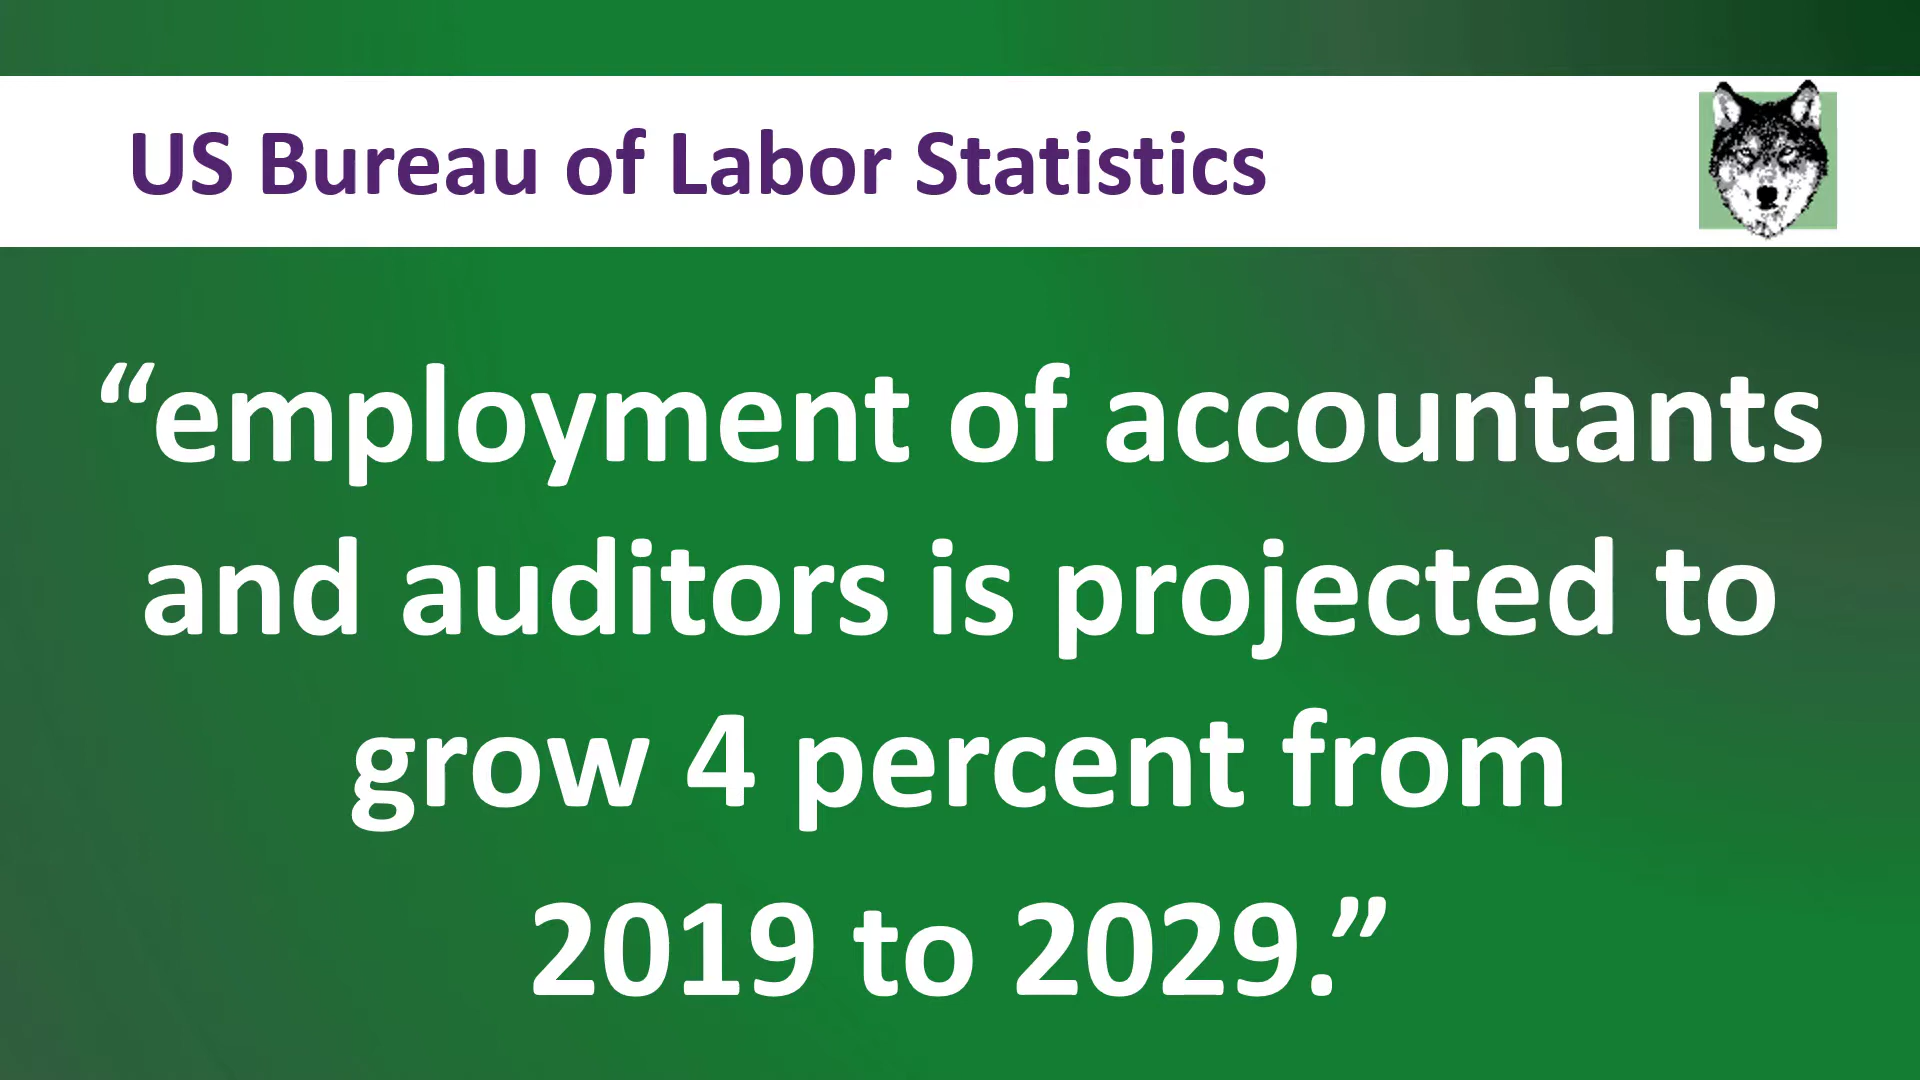 US Bureau of Labor Statistics
“employment of accountants
and auditors is projected to
grow 4 percent from
2019 to 2029.”